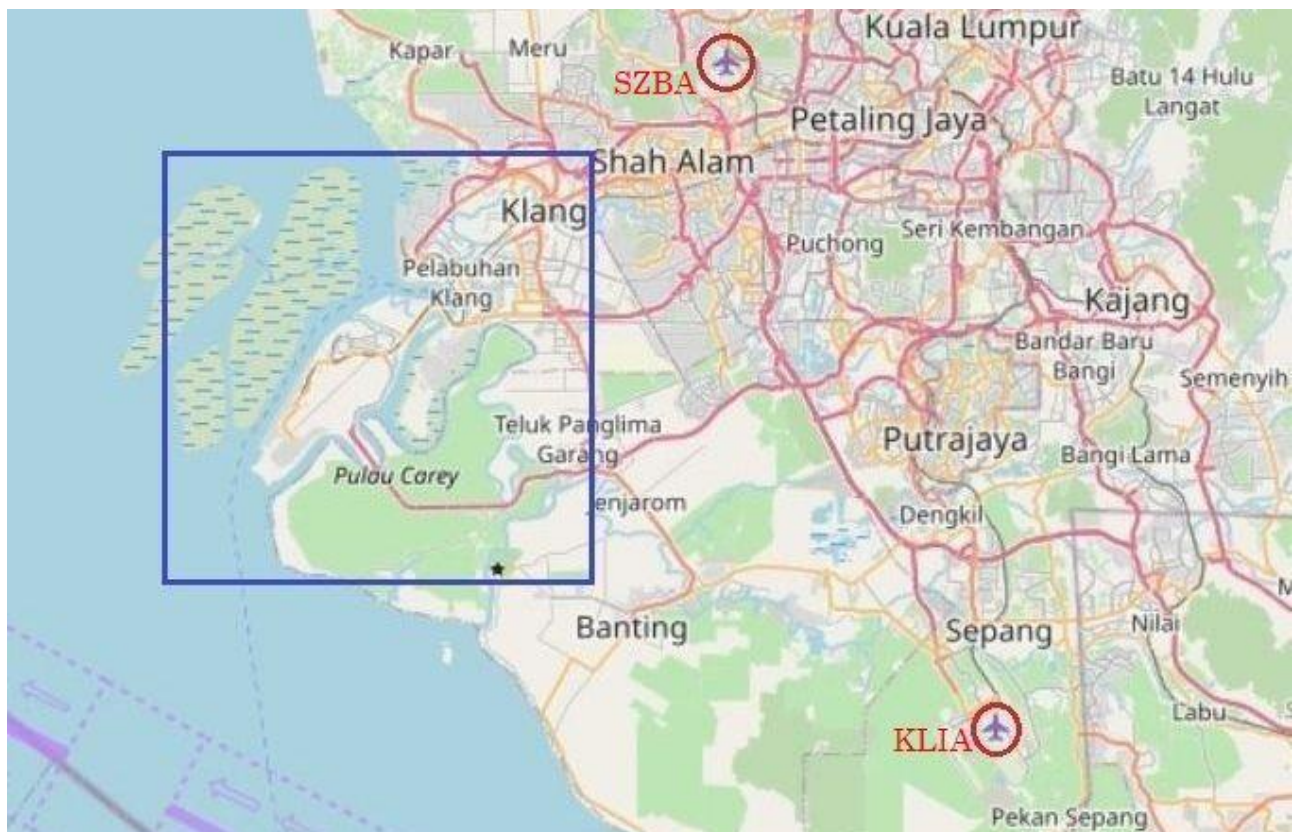 Kuala Lumpur
Kapar
Meru
SZBA
Batu 14 Hulu
Langat
Petaling Jaya
Shah Alam
Klang
Puchong
Seri Kembangan
Pelabuhan
Klang
Kajang
Bandar Baru
Bangi
Semenyih
Teluk Panglima
Garang
Putrajaya
Bangi Lama
Pulau Carey
enjarom
Dengkil
Banting
Sepang
Nilai
Labu
KLIA
Pekan Sepang